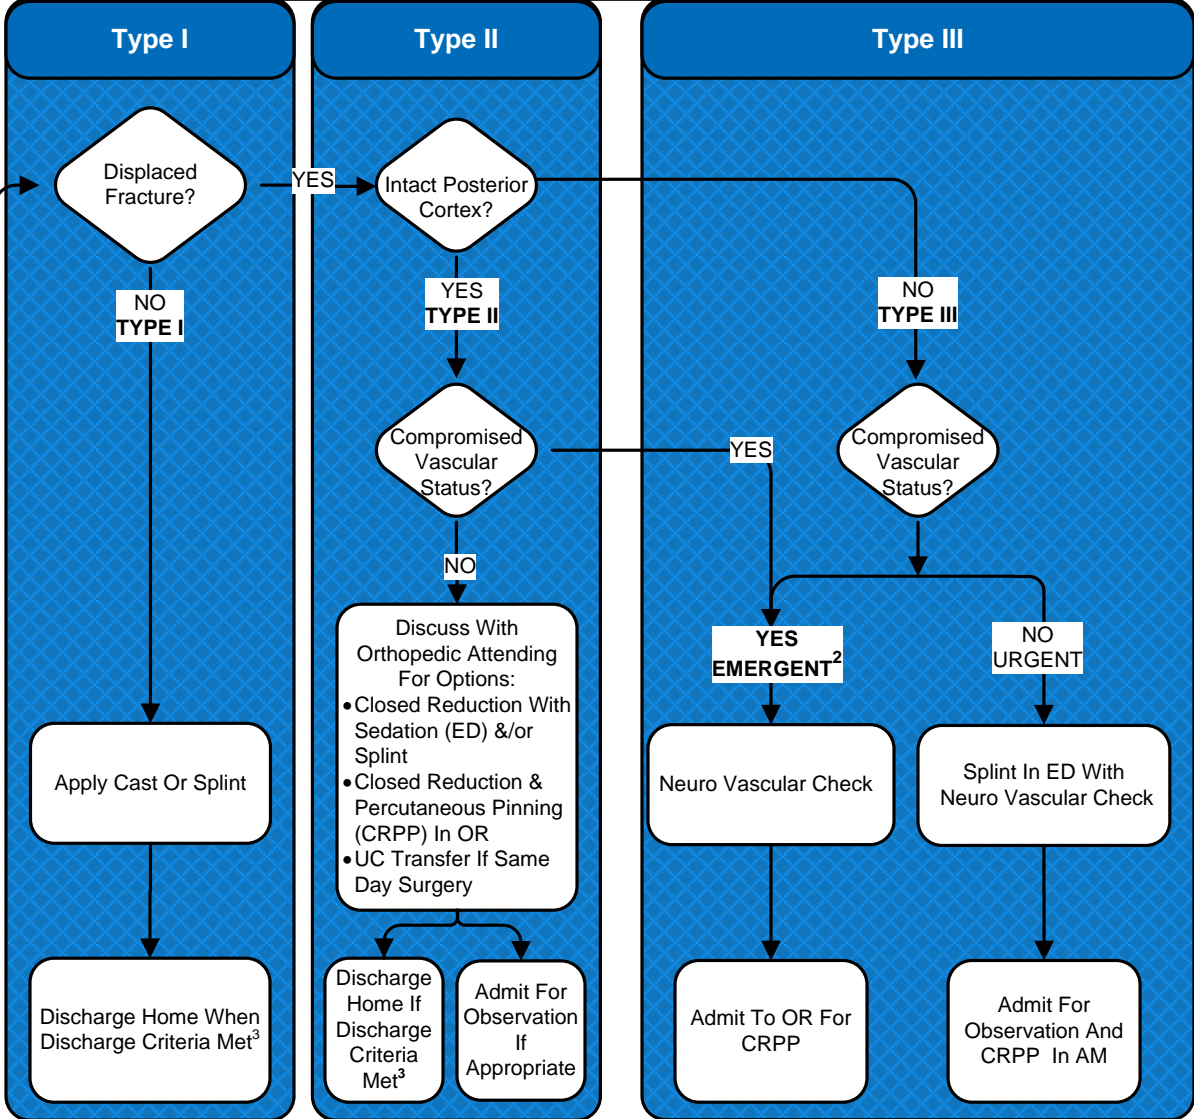 Type I
Type II
Type III
Displaced
Fracture?
YES
Intact Posterior
Cortex?
NO
TYPE I
YES
TYPE II
NO
TYPE III
Compromised
Vascular
Status?
YES
Compromised
Vascular
Status?
NO
YES
EMERGENT2
NO
URGENT
Apply Cast Or Splint
Discuss With
Orthopedic Attending
For Options:
•Closed Reduction With
Sedation (ED) &/or
Splint
•Closed Reduction &
Percutaneous Pinning
(CRPP) In OR
•UC Transfer If Same
Day Surgery
Neuro Vascular Check
Splint In ED With
Neuro Vascular Check
Discharge Home When
Discharge Criteria Met3
Discharge
Home If
Discharge
Criteria
Met3
Admit For
Observation
If
Appropriate
Admit To OR For
CRPP
Admit For
Observation And
CRPP In AM